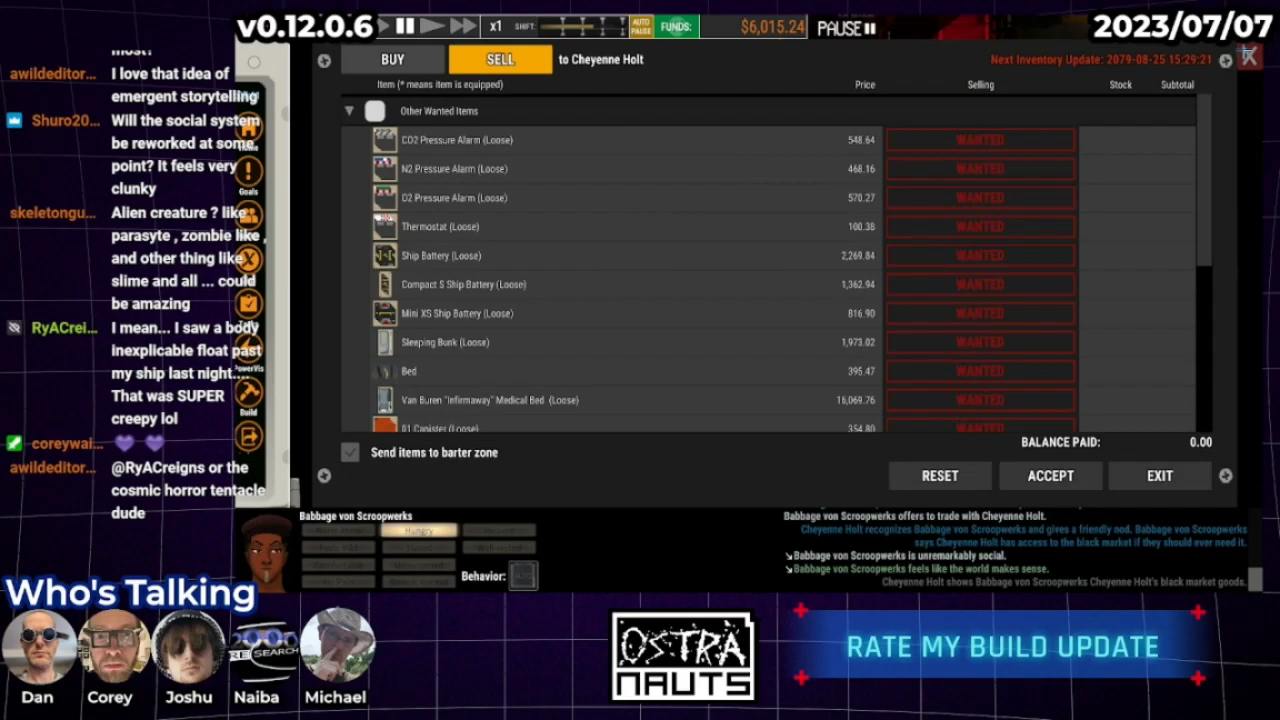 v0.12.0.6
x1
SHIFT:
AUTO PAUSE
FUNDS:
$6,015.24
PAUSE
2023/07/07
most!
awildeditor... I love that idea of
emergent storytelling
Shuro20... Will the social system
be reworked at some
point? It feels very
clunky
skeletongu... Alien creature ? like
parasyte , zombie like ,
and other thing like
slime and all ... could
be amazing
RyACrei... I mean... I saw a body
inexplicable float past
my ship last night....
That was SUPER
creepy lol
coreywai...
awildeditor... @RyACreigns or the
cosmic horror tentacle
dude
Goals
PowerVis
Build
BUY
SELL
to Cheyenne Holt
Next Inventory Update: 2079-08-25 15:29:21
Item (* means item is equipped) Price Selling Stock Subtotal
Other Wanted Items
CO2 Pressure Alarm (Loose) 548.64 WANTED
N2 Pressure Alarm (Loose) 468.16 WANTED
O2 Pressure Alarm (Loose) 570.27 WANTED
Thermostat (Loose) 100.38 WANTED
Ship Battery (Loose) 2,269.84 WANTED
Compact S Ship Battery (Loose) 1,362.94 WANTED
Mini XS Ship Battery (Loose) 816.90 WANTED
Sleeping Bunk (Loose) 1,973.02 WANTED
Bed 395.47 WANTED
Van Buren "Infirmaway" Medical Bed (Loose) 16,069.76 WANTED
01 Canister (Loose) 354.80 WANTED
BALANCE PAID: 0.00
Send items to barter zone
RESET
ACCEPT
EXIT
Babbage von Scroopwerks
Hungry
Behavior:
Babbage von Scroopwerks offers to trade with Cheyenne Holt.
Cheyenne Holt recognizes Babbage von Scroopwerks and gives a friendly nod. Babbage von Scroopwerks
says Cheyenne Holt has access to the black market if they should ever need it.
Babbage von Scroopwerks is unremarkably social.
Babbage von Scroopwerks feels like the world makes sense.
Cheyenne Holt shows Babbage von Scroopwerks Cheyenne Holt's black market goods.
Who's Talking
RE SEARCH
Dan
Corey
Joshu
Naiba
Michael
OSTRA
NAUTS
RATE MY BUILD UPDATE